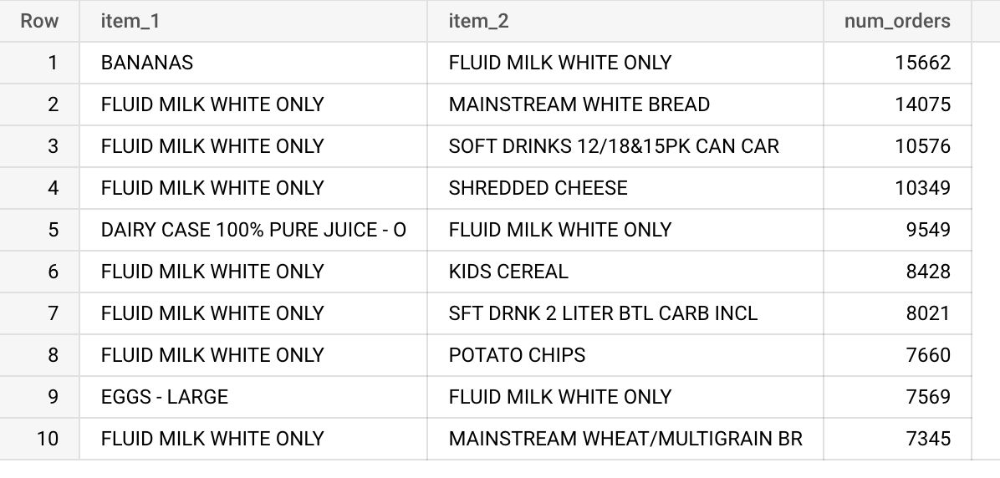 Row item_1 item_2 num_orders
1 BANANAS FLUID MILK WHITE ONLY 15662
2 FLUID MILK WHITE ONLY MAINSTREAM WHITE BREAD 14075
3 FLUID MILK WHITE ONLY SOFT DRINKS 12/18&15PK CAN CAR 10576
4 FLUID MILK WHITE ONLY SHREDDED CHEESE 10349
5 DAIRY CASE 100% PURE JUICE - O FLUID MILK WHITE ONLY 9549
6 FLUID MILK WHITE ONLY KIDS CEREAL 8428
7 FLUID MILK WHITE ONLY SFT DRNK 2 LITER BTL CARB INCL 8021
8 FLUID MILK WHITE ONLY POTATO CHIPS 7660
9 EGGS - LARGE FLUID MILK WHITE ONLY 7569
10 FLUID MILK WHITE ONLY MAINSTREAM WHEAT/MULTIGRAIN BR 7345